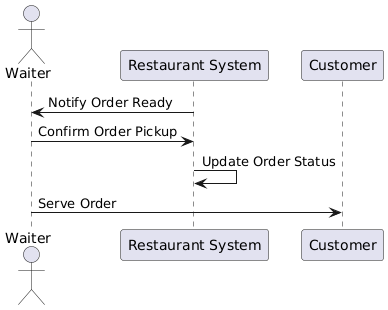 Waiter
Restaurant System
Customer
Notify Order Ready
Confirm Order Pickup
Update Order Status
Serve Order
Waiter
Restaurant System
Customer